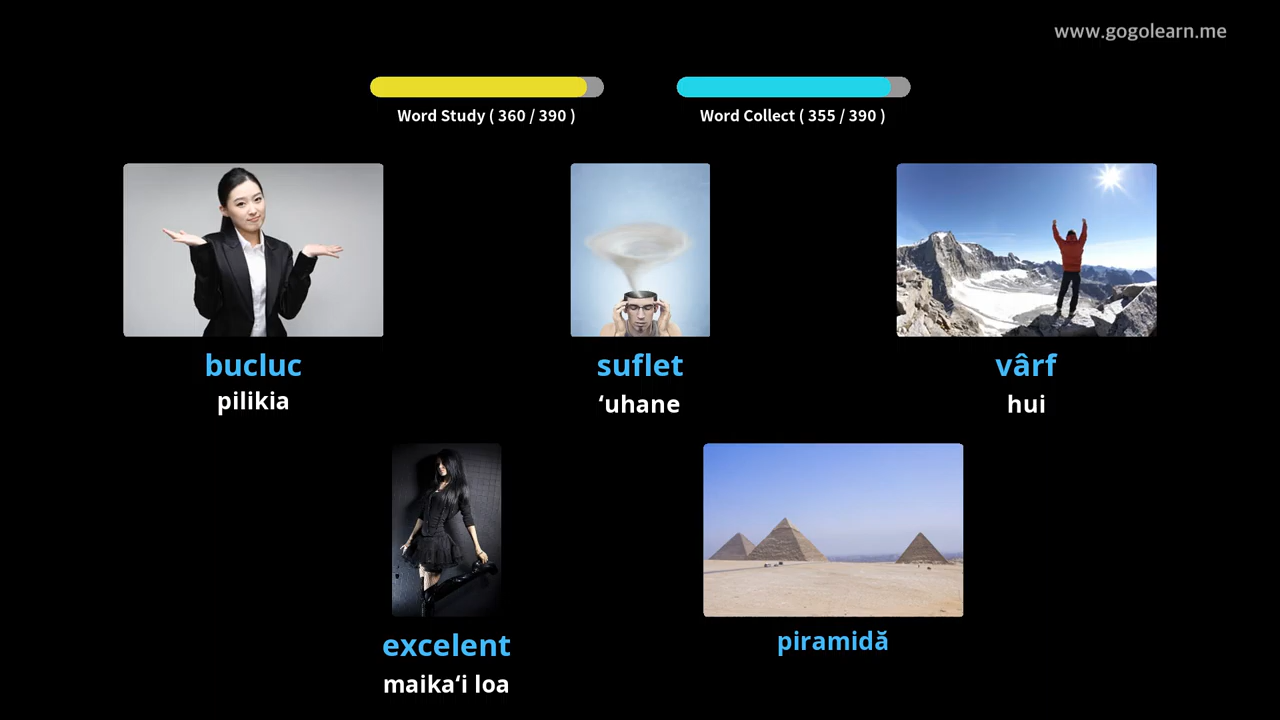 www.gogolearn.me
Word Study ( 360 / 390 )
Word Collect ( 355 / 390 )
bucluc
pilikia
suflet
ʻuhane
vârf
hui
excelent
maikaʻi loa
piramidă